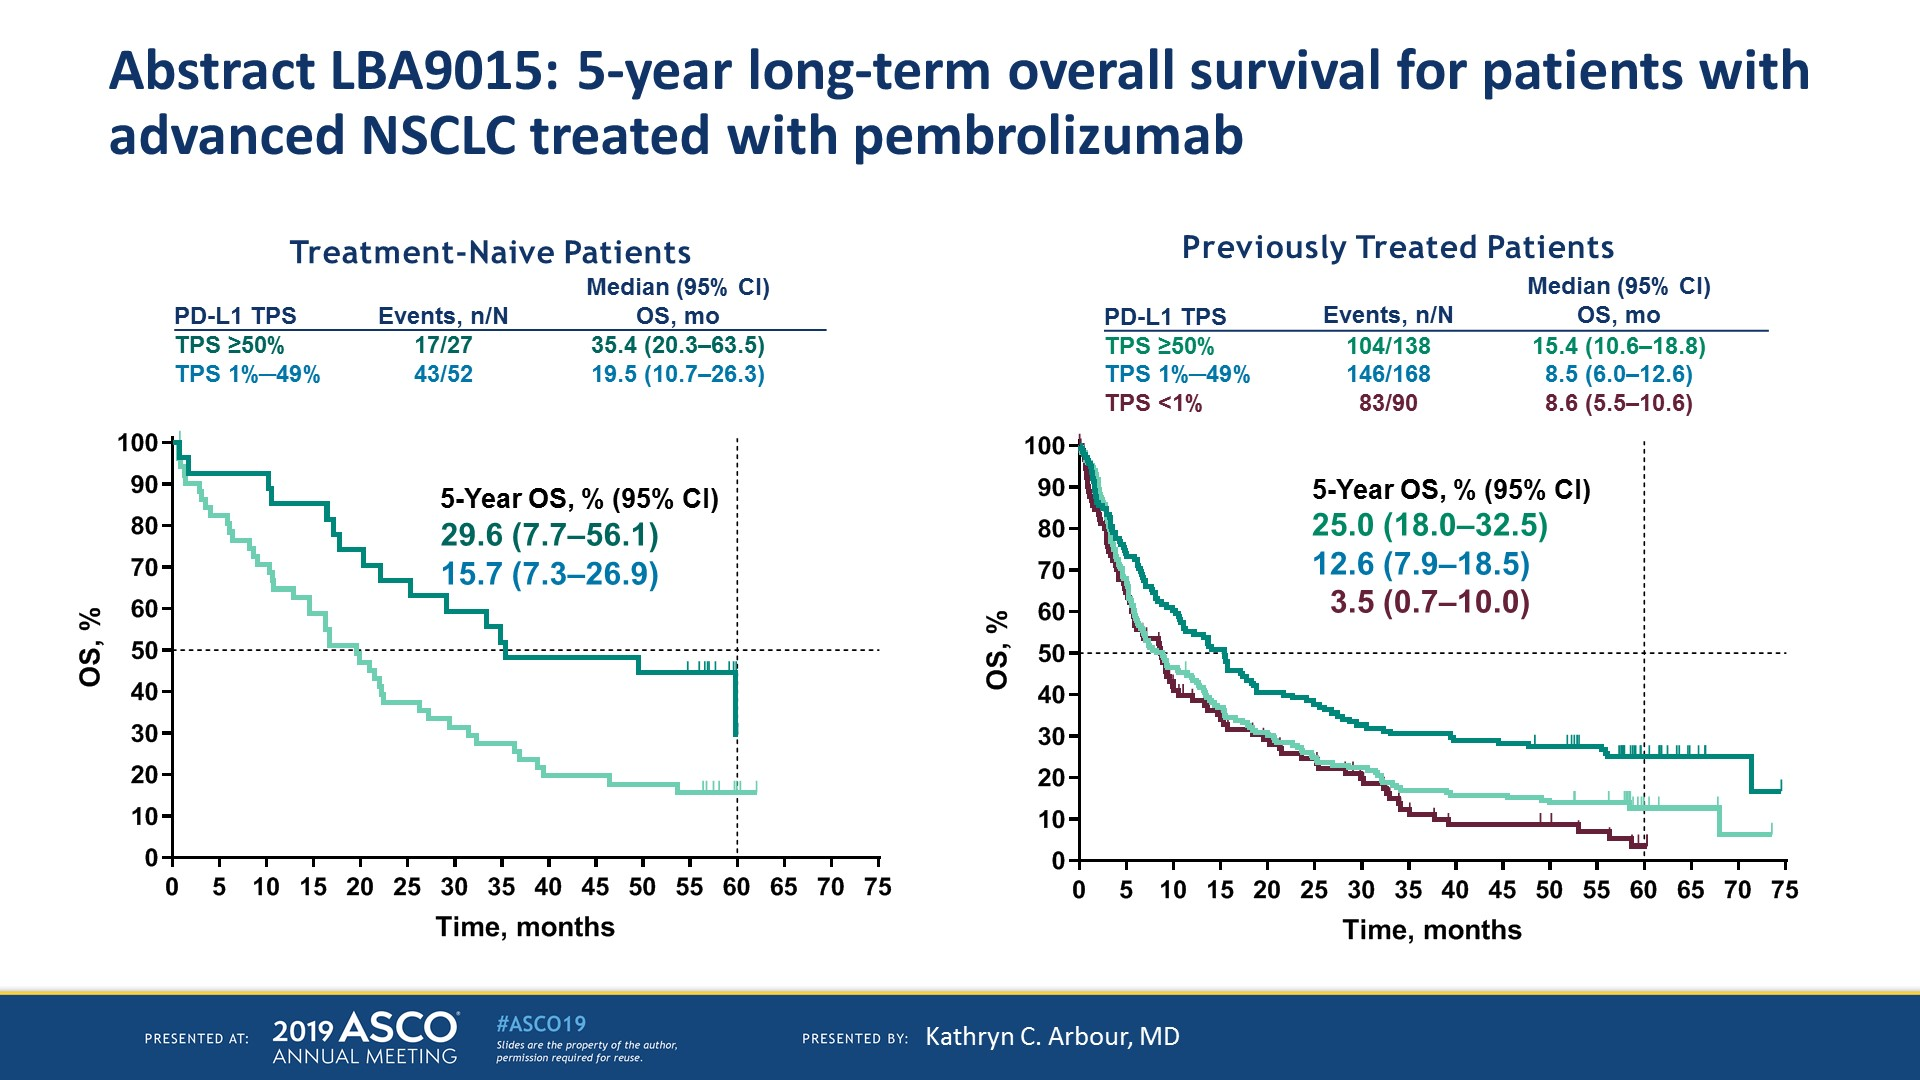 Abstract LBA9015: 5-year long-term overall survival for patients with
advanced NSCLC treated with pembrolizumab
Treatment-Naive Patients
Median (95% CI)
PD-L1 TPS Events, n/N OS, mo
TPS ≥50% 17/27 35.4 (20.3–63.5)
TPS 1%—49% 43/52 19.5 (10.7–26.3)
100
90
80
70
60
50
40
30
20
10
0
OS, %
5-Year OS, % (95% CI)
29.6 (7.7–56.1)
15.7 (7.3–26.9)
0 5 10 15 20 25 30 35 40 45 50 55 60 65 70 75
Time, months
Previously Treated Patients
Median (95% CI)
PD-L1 TPS Events, n/N OS, mo
TPS ≥50% 104/138 15.4 (10.6–18.8)
TPS 1%—49% 146/168 8.5 (6.0–12.6)
TPS <1% 83/90 8.6 (5.5–10.6)
100
90
80
70
60
50
40
30
20
10
0
OS, %
5-Year OS, % (95% CI)
25.0 (18.0–32.5)
12.6 (7.9–18.5)
3.5 (0.7–10.0)
0 5 10 15 20 25 30 35 40 45 50 55 60 65 70 75
Time, months
PRESENTED AT:
2019 ASCO
ANNUAL MEETING
#ASCO19
Slides are the property of the author,
permission required for reuse.
PRESENTED BY: Kathryn C. Arbour, MD